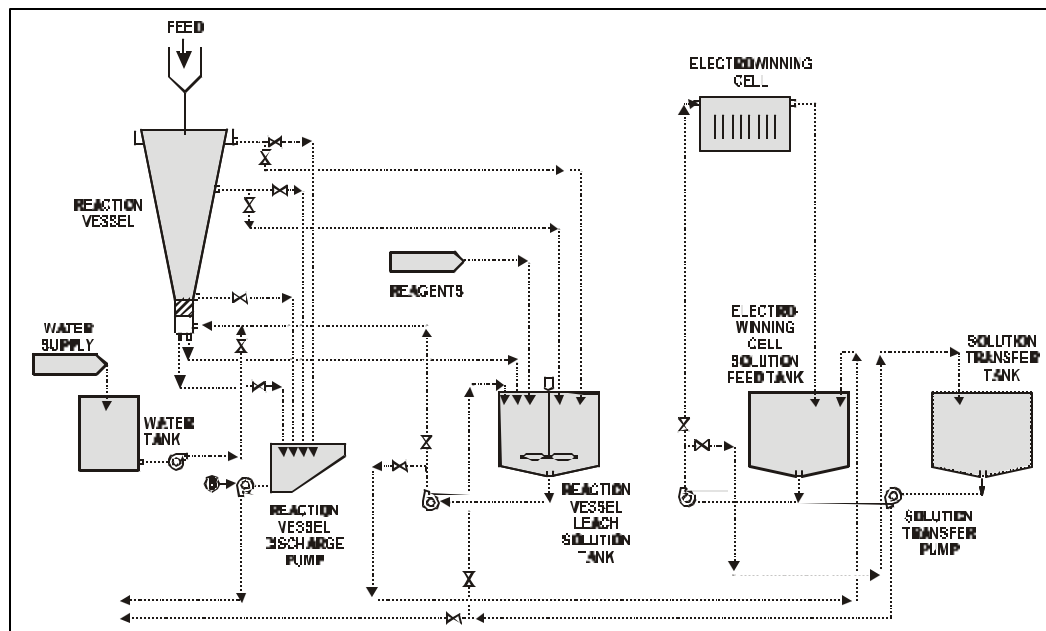 FEED
ELECTROWINNING
CELL
REACTION
VESSEL
REAGENTS
WATER
SUPPLY
ELECTRO-
WINNING
CELL
SOLUTION
FEED TANK
SOLUTION
TRANSFER
TANK
WATER
TANK
REACTION
VESSEL
DISCHARGE
PUMP
REACTION
VESSEL
LEACH
SOLUTION
TANK
SOLUTION
TRANSFER
PUMP